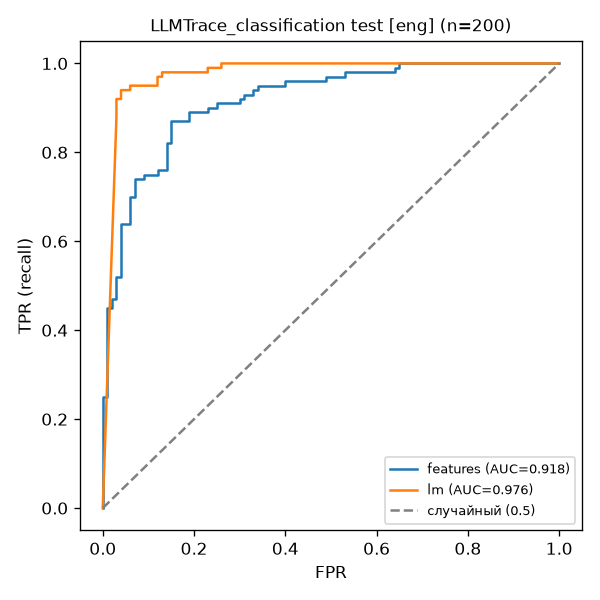 LLMTrace_classification test [eng] (n=200)
1.0
0.8
0.6
0.4
0.2
0.0
TPR (recall)
features (AUC=0.918)
lm (AUC=0.976)
случайный (0.5)
0.0 0.2 0.4 0.6 0.8 1.0
FPR